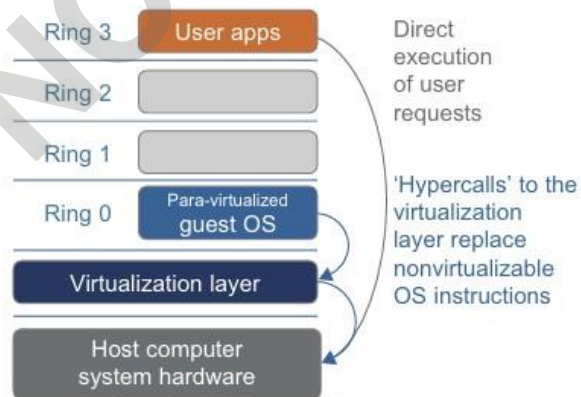 Ring 3
User apps
Direct
execution
of user
requests
Ring 2
Ring 1
Ring 0
Para-virtualized
guest OS
'Hypercalls' to the
virtualization
layer replace
nonvirtualizable
OS instructions
Virtualization layer
Host computer
system hardware